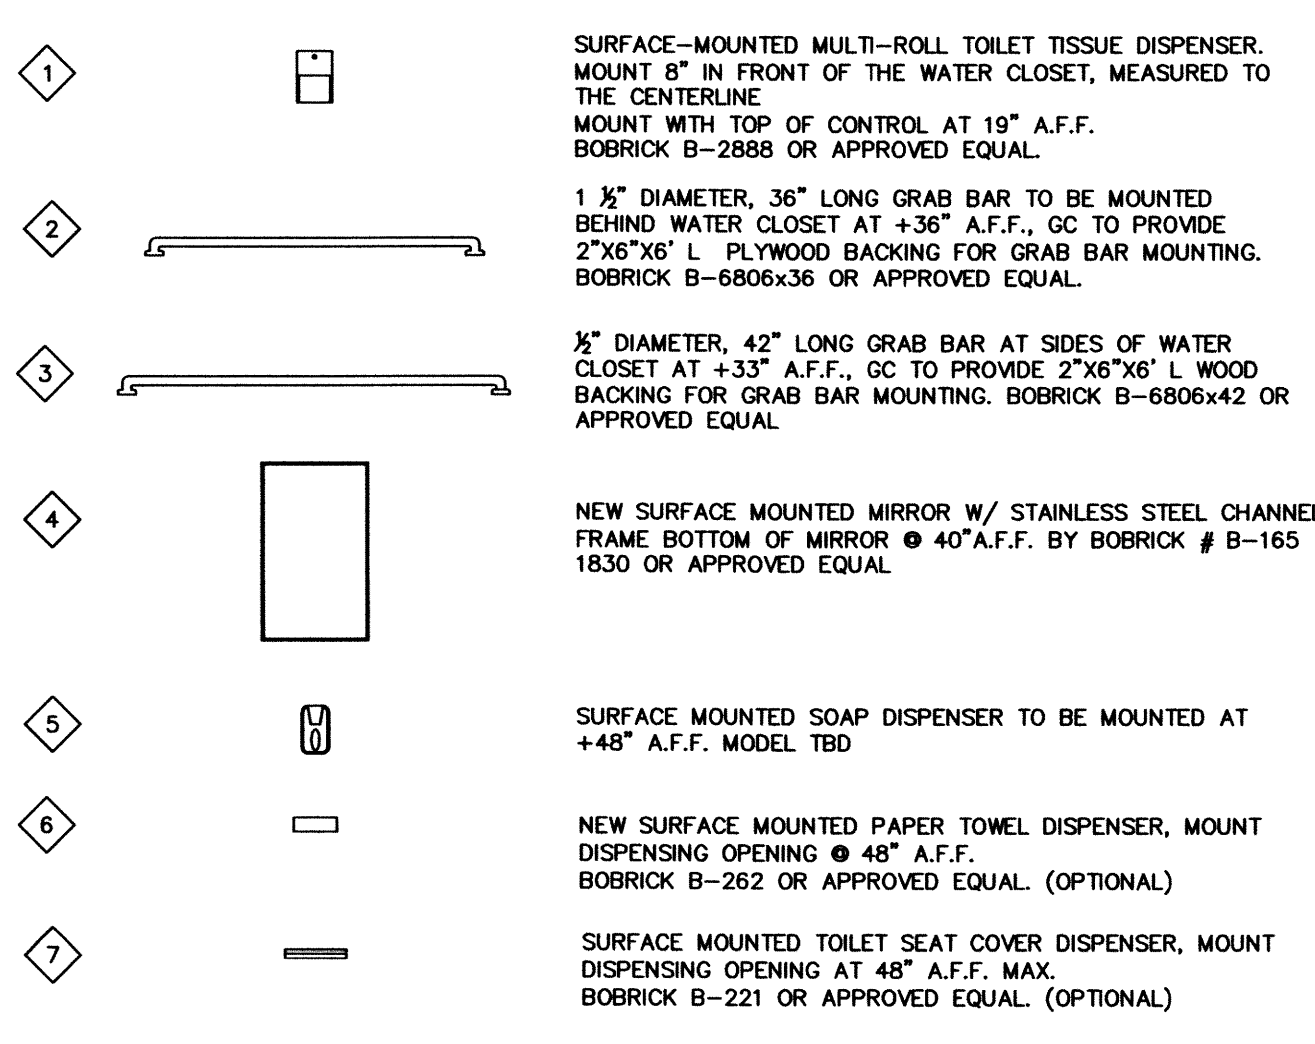 1
SURFACE-MOUNTED MULTI-ROLL TOILET TISSUE DISPENSER.
MOUNT 8" IN FRONT OF THE WATER CLOSET, MEASURED TO
THE CENTERLINE
MOUNT WITH TOP OF CONTROL AT 19" A.F.F.
BOBRICK B-2888 OR APPROVED EQUAL.
2
1 ½" DIAMETER, 36" LONG GRAB BAR TO BE MOUNTED
BEHIND WATER CLOSET AT +36" A.F.F., GC TO PROVIDE
2"X6"X6' L PLYWOOD BACKING FOR GRAB BAR MOUNTING.
BOBRICK B-6806x36 OR APPROVED EQUAL.
3
½" DIAMETER, 42" LONG GRAB BAR AT SIDES OF WATER
CLOSET AT +33" A.F.F., GC TO PROVIDE 2"X6"X6' L WOOD
BACKING FOR GRAB BAR MOUNTING. BOBRICK B-6806x42 OR
APPROVED EQUAL
4
NEW SURFACE MOUNTED MIRROR W/ STAINLESS STEEL CHANNEL
FRAME BOTTOM OF MIRROR @ 40"A.F.F. BY BOBRICK # B-165
1830 OR APPROVED EQUAL
5
SURFACE MOUNTED SOAP DISPENSER TO BE MOUNTED AT
+48" A.F.F. MODEL TBD
6
NEW SURFACE MOUNTED PAPER TOWEL DISPENSER, MOUNT
DISPENSING OPENING @ 48" A.F.F.
BOBRICK B-262 OR APPROVED EQUAL. (OPTIONAL)
7
SURFACE MOUNTED TOILET SEAT COVER DISPENSER, MOUNT
DISPENSING OPENING AT 48" A.F.F. MAX.
BOBRICK B-221 OR APPROVED EQUAL. (OPTIONAL)